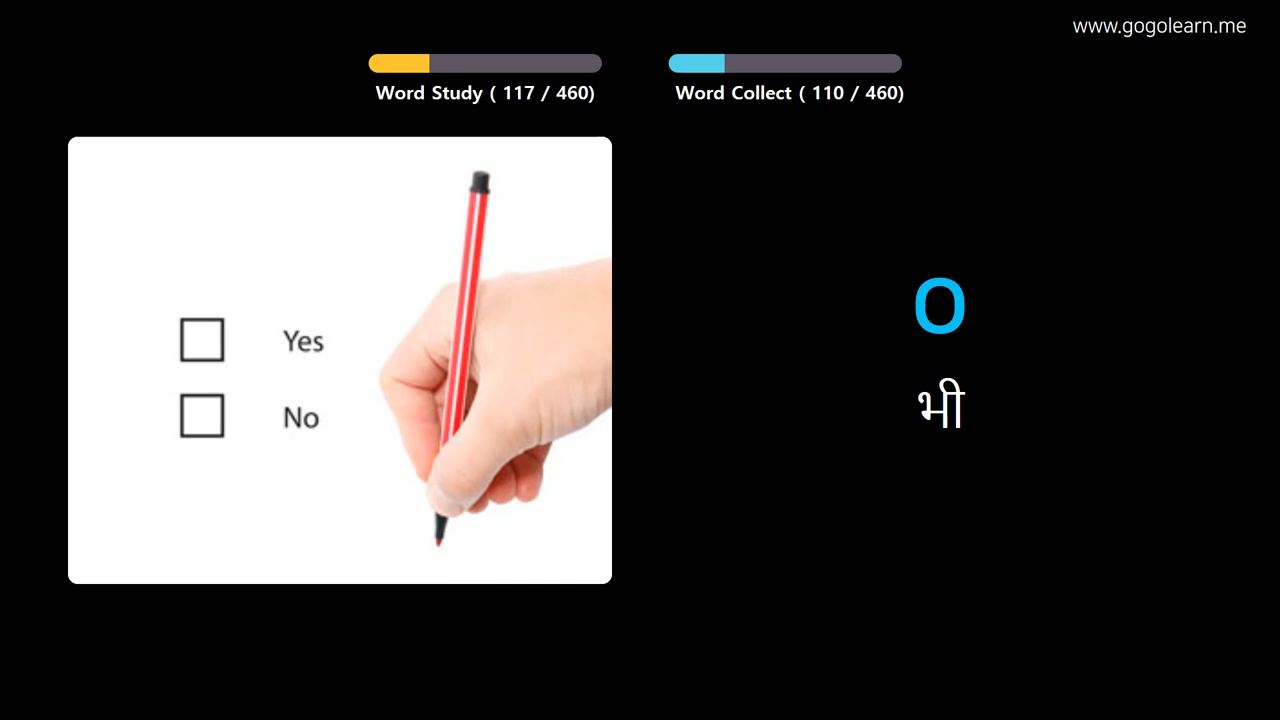 www.gogolearn.me
Word Study ( 117 / 460)
Word Collect ( 110 / 460)
Yes
No
o
भी